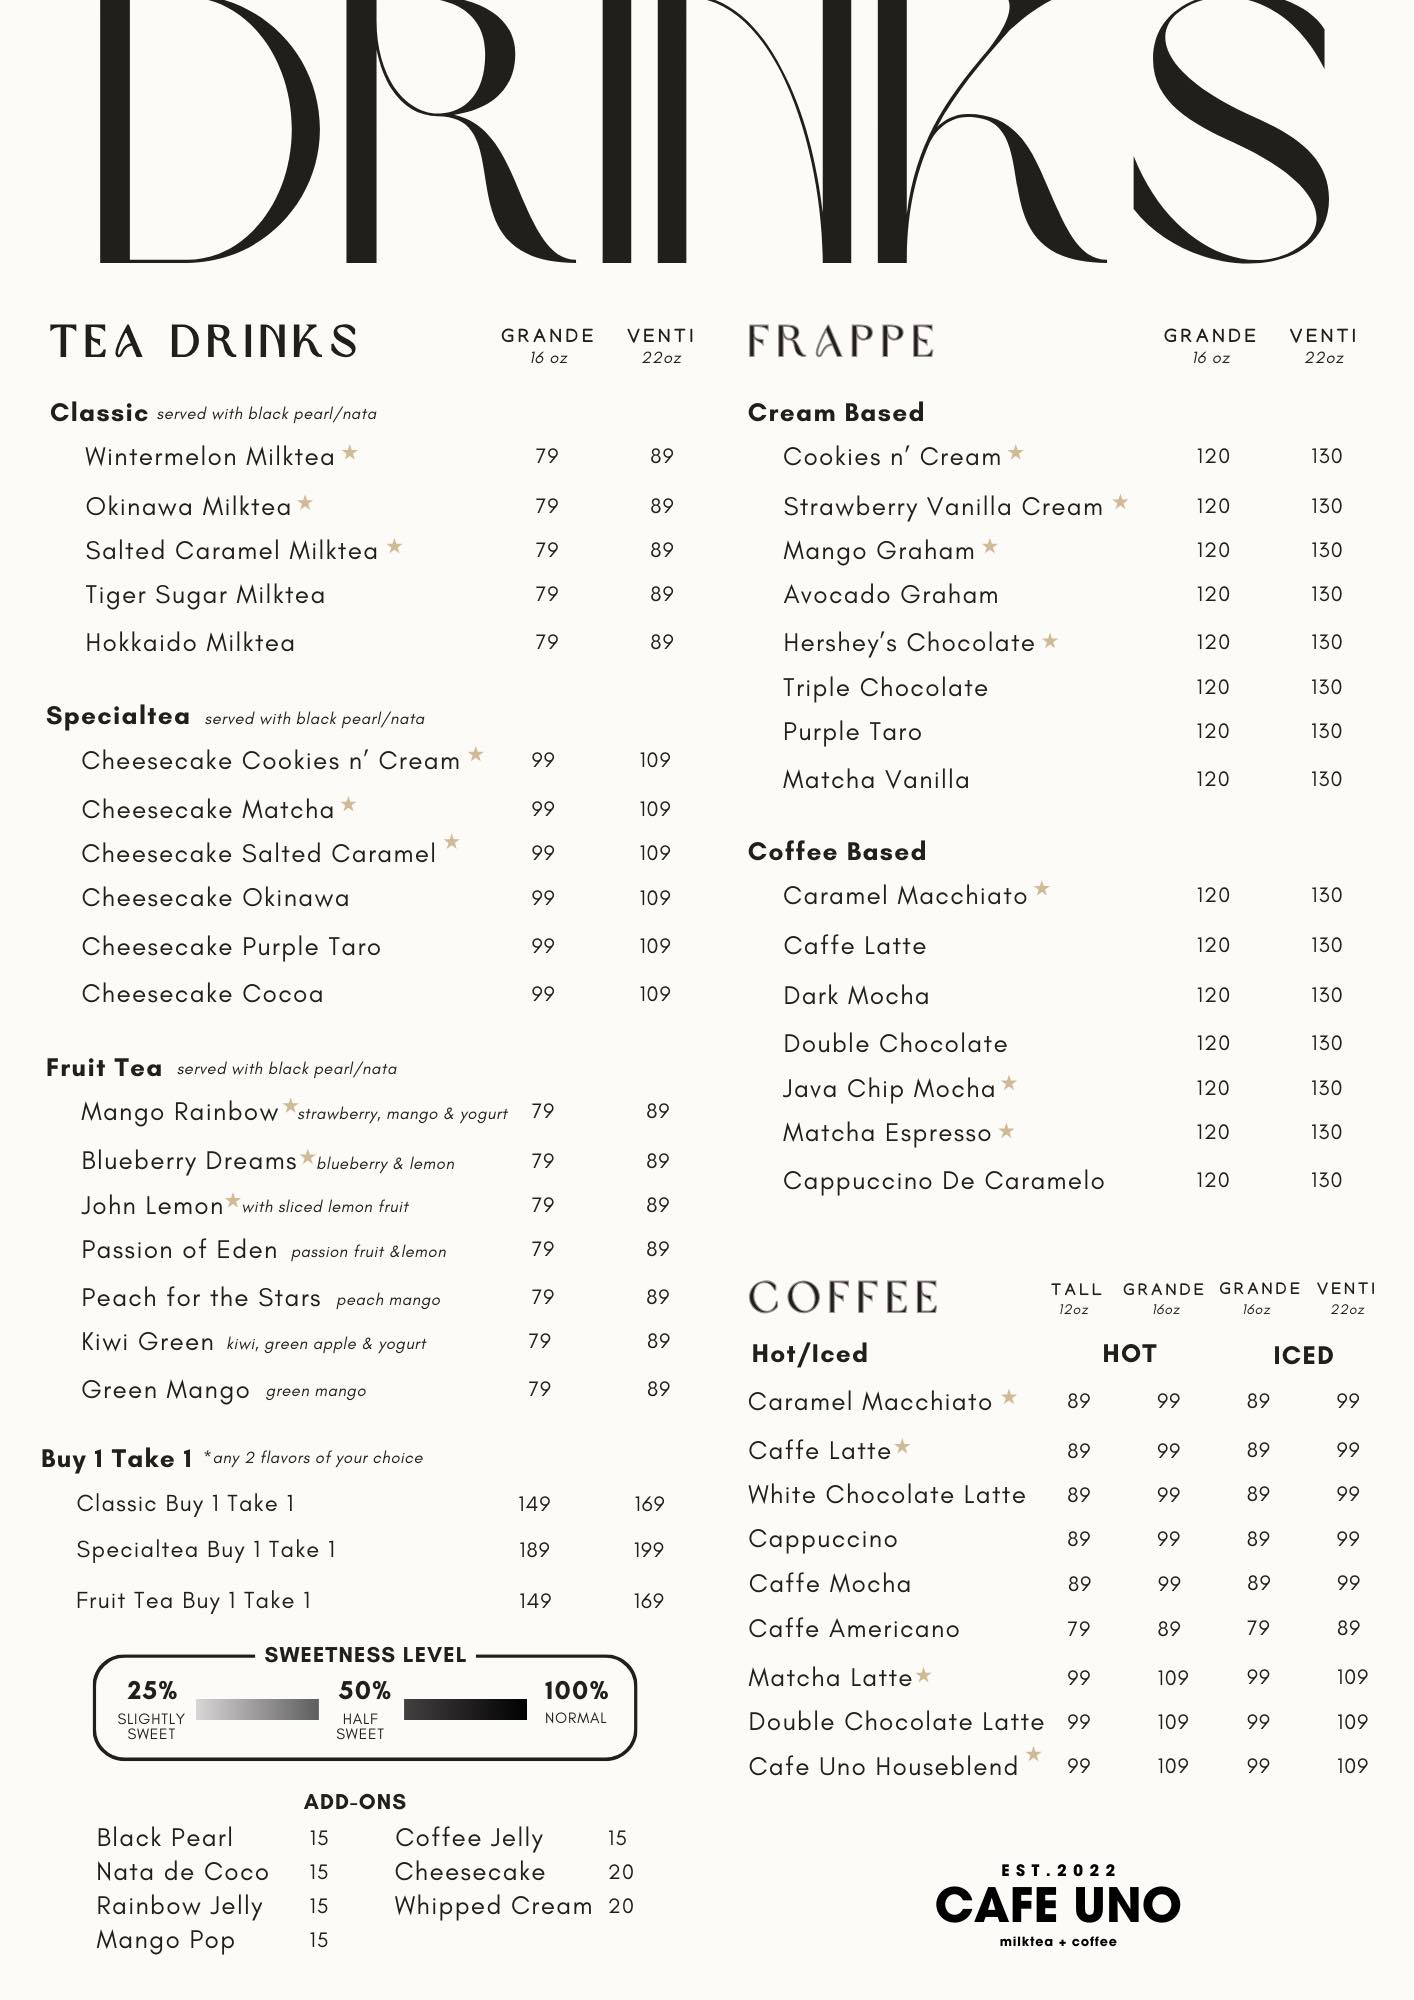 DRINKS
TEA DRINKS GRANDE VENTI
16 oz 22oz
Classic served with black pearl/nata
Wintermelon Milktea ★ 79 89
Okinawa Milktea ★ 79 89
Salted Caramel Milktea ★ 79 89
Tiger Sugar Milktea 79 89
Hokkaido Milktea 79 89
Specialtea served with black pearl/nata
Cheesecake Cookies n’ Cream ★ 99 109
Cheesecake Matcha ★ 99 109
Cheesecake Salted Caramel ★ 99 109
Cheesecake Okinawa 99 109
Cheesecake Purple Taro 99 109
Cheesecake Cocoa 99 109
Fruit Tea served with black pearl/nata
Mango Rainbow ★ strawberry, mango & yogurt 79 89
Blueberry Dreams ★ blueberry & lemon 79 89
John Lemon ★ with sliced lemon fruit 79 89
Passion of Eden passion fruit &lemon 79 89
Peach for the Stars peach mango 79 89
Kiwi Green kiwi, green apple & yogurt 79 89
Green Mango green mango 79 89
Buy 1 Take 1 *any 2 flavors of your choice
Classic Buy 1 Take 1 149 169
Specialtea Buy 1 Take 1 189 199
Fruit Tea Buy 1 Take 1 149 169
SWEETNESS LEVEL
25% 50% 100%
SLIGHTLY HALF NORMAL
SWEET SWEET
ADD-ONS
Black Pearl 15 Coffee Jelly 15
Nata de Coco 15 Cheesecake 20
Rainbow Jelly 15 Whipped Cream 20
Mango Pop 15
FRAPPE GRANDE VENTI
16 oz 22oz
Cream Based
Cookies n’ Cream ★ 120 130
Strawberry Vanilla Cream ★ 120 130
Mango Graham ★ 120 130
Avocado Graham 120 130
Hershey’s Chocolate ★ 120 130
Triple Chocolate 120 130
Purple Taro 120 130
Matcha Vanilla 120 130
Coffee Based
Caramel Macchiato ★ 120 130
Caffe Latte 120 130
Dark Mocha 120 130
Double Chocolate 120 130
Java Chip Mocha ★ 120 130
Matcha Espresso ★ 120 130
Cappuccino De Caramelo 120 130
COFFEE TALL GRANDE GRANDE VENTI
12oz 16oz 16oz 22oz
Hot/Iced HOT ICED
Caramel Macchiato ★ 89 99 89 99
Caffe Latte ★ 89 99 89 99
White Chocolate Latte 89 99 89 99
Cappuccino 89 99 89 99
Caffe Mocha 89 99 89 99
Caffe Americano 79 89 79 89
Matcha Latte ★ 99 109 99 109
Double Chocolate Latte 99 109 99 109
Cafe Uno Houseblend ★ 99 109 99 109
EST.2022
CAFE UNO
milktea + coffee